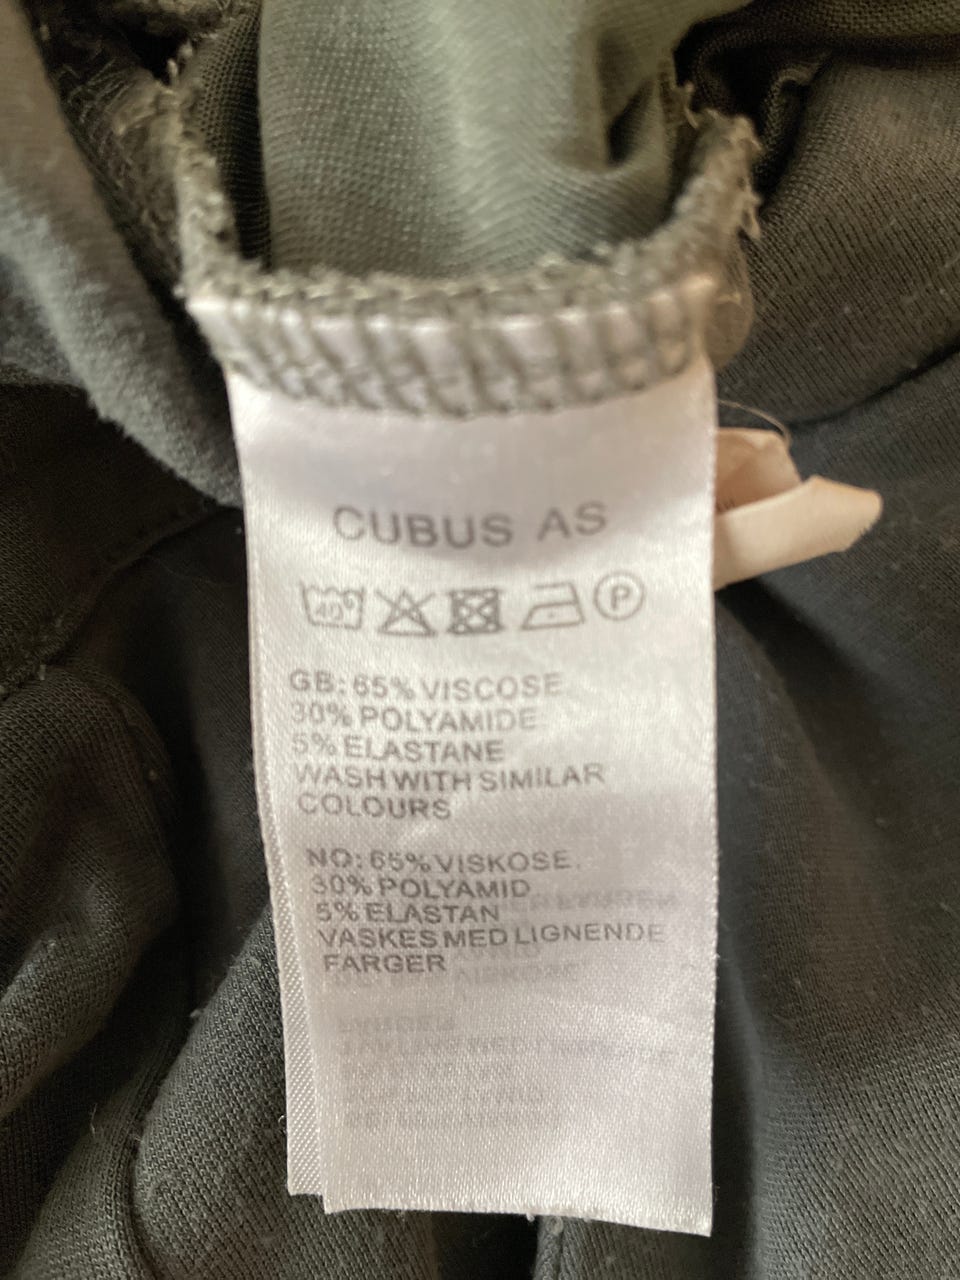 CUBUS AS
40° P
GB: 65% VISCOSE
30% POLYAMIDE
5% ELASTANE
WASH WITH SIMILAR
COLOURS
NO: 65% VISKOSE.
30% POLYAMID
5% ELASTAN
VASKES MED LIGNENDE
FARGER